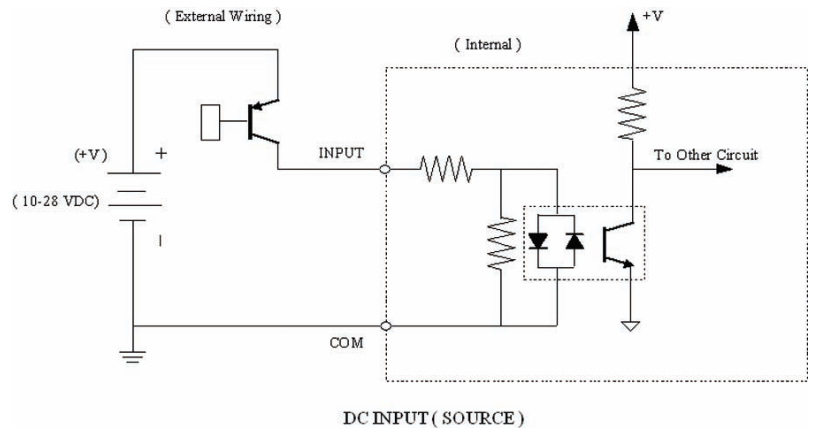 ( External Wiring )
+V
( Internal )
(+V)
+
INPUT
To Other Circuit
( 10-28 VDC)
–
COM
DC INPUT ( SOURCE )